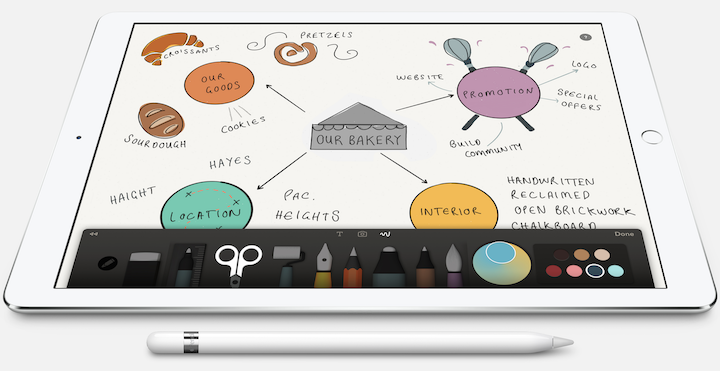 PRETZELS
CROISSANTS
OUR
GOODS
LOGO
WEBSITE
PROMOTION
SPECIAL
OFFERS
COOKIES
OUR BAKERY
SOURDOUGH
BUILD
COMMUNITY
HAYES
HAIGHT
PAC.
HEIGHTS
LOCATION
INTERIOR
HANDWRITTEN
RECLAIMED
OPEN BRICKWORK
CHALKBOARD
T
Done